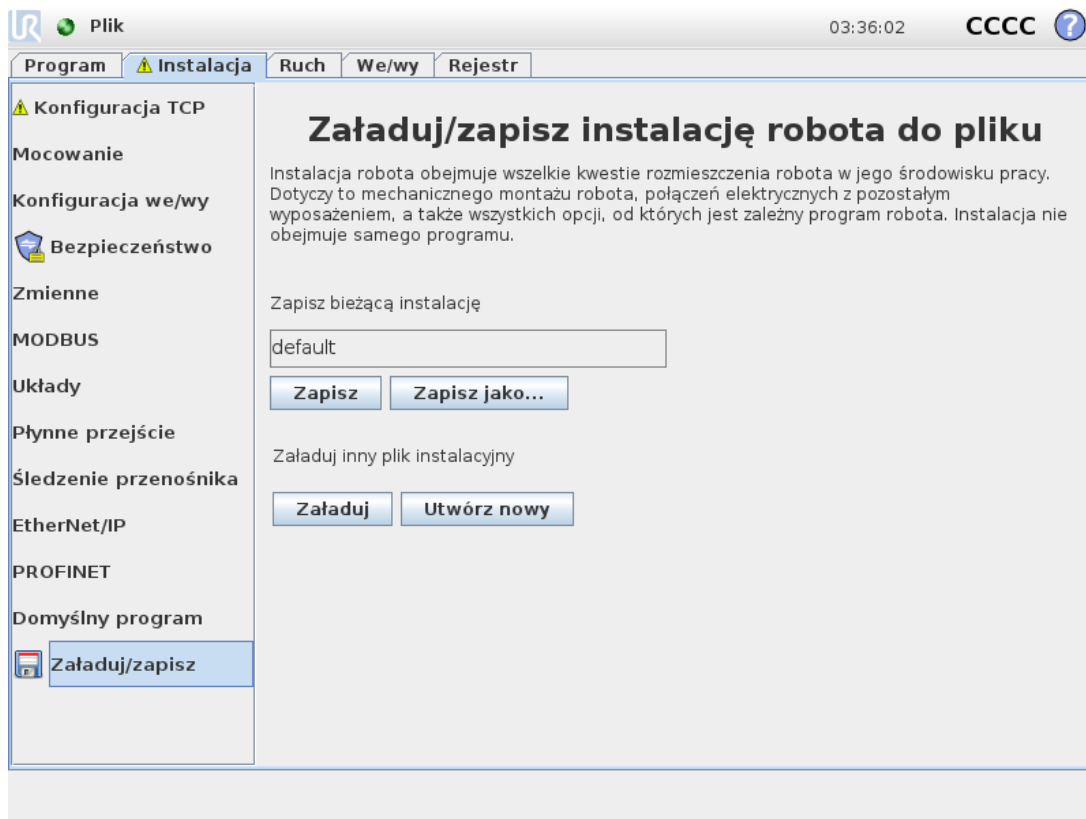 Plik
03:36:02
CCCC
?
Program
Instalacja
Ruch
We/wy
Rejestr
Konfiguracja TCP
Mocowanie
Konfiguracja we/wy
Bezpieczeństwo
Zmienne
MODBUS
Układy
Płynne przejście
Śledzenie przenośnika
EtherNet/IP
PROFINET
Domyślny program
Załaduj/zapisz
Załaduj/zapisz instalację robota do pliku
Instalacja robota obejmuje wszelkie kwestie rozmieszczenia robota w jego środowisku pracy.
Dotyczy to mechanicznego montażu robota, połączeń elektrycznych z pozostałym
wyposażeniem, a także wszystkich opcji, od których jest zależny program robota. Instalacja nie
obejmuje samego programu.
Zapisz bieżącą instalację
default
Zapisz
Zapisz jako...
Załaduj inny plik instalacyjny
Załaduj
Utwórz nowy